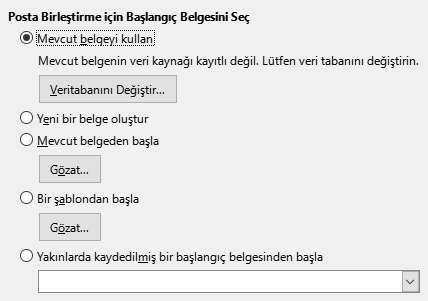 Posta Birleştirme için Başlangıç Belgesini Seç
Mevcut belgeyi kullan
Mevcut belgenin veri kaynağı kayıtlı değil. Lütfen veri tabanını değiştirin.
Veritabanını Değiştir...
Yeni bir belge oluştur
Mevcut belgeden başla
Gözat...
Bir şablondan başla
Gözat...
Yakınlarda kaydedilmiş bir başlangıç belgesinden başla